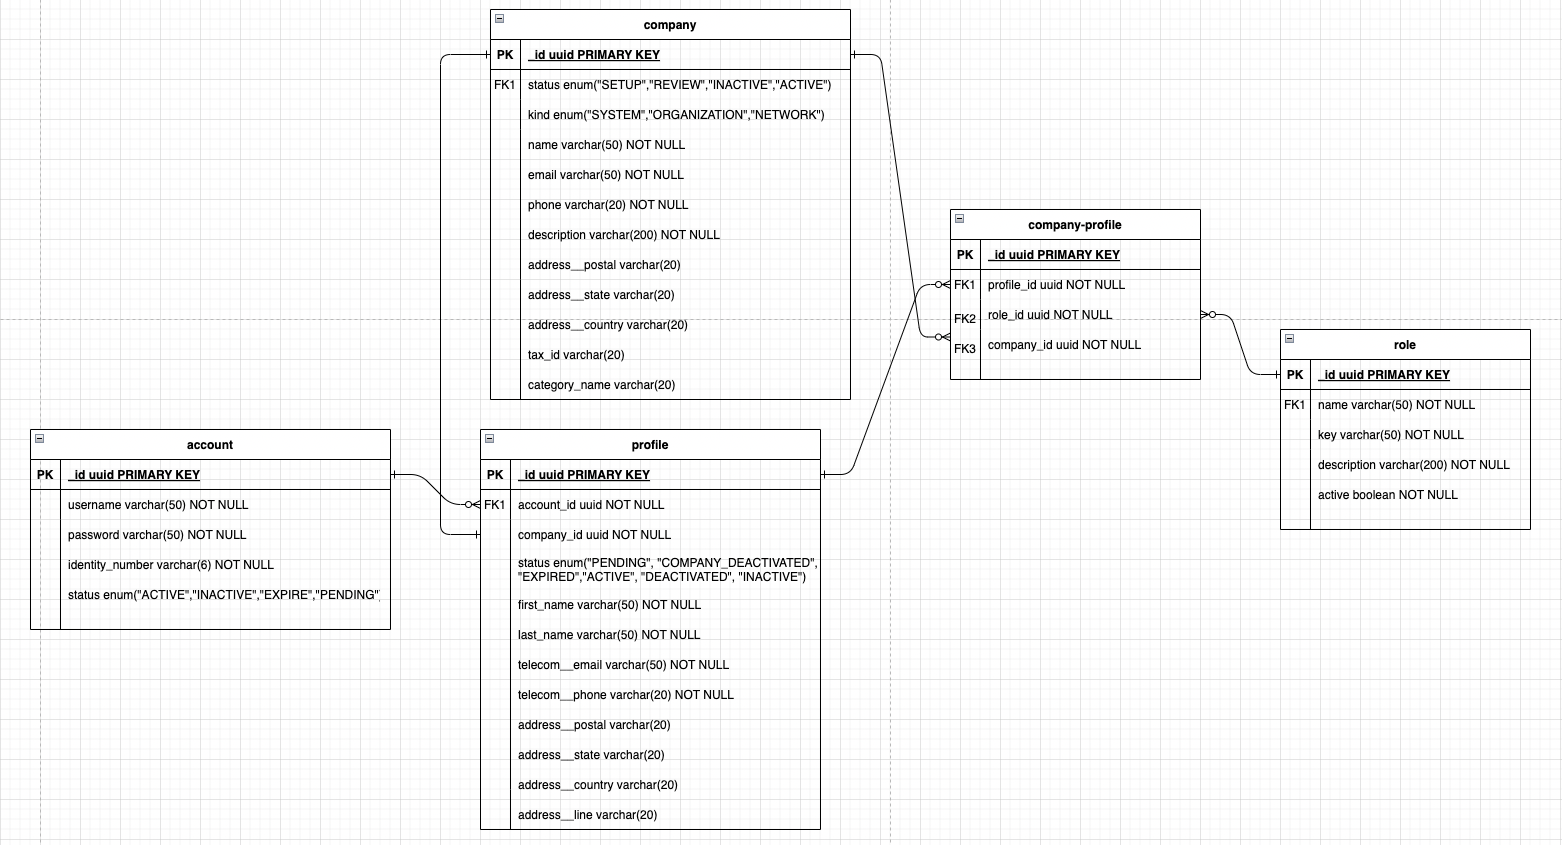 company
PK _id uuid PRIMARY KEY
FK1 status enum("SETUP","REVIEW","INACTIVE","ACTIVE")
kind enum("SYSTEM","ORGANIZATION","NETWORK")
name varchar(50) NOT NULL
email varchar(50) NOT NULL
phone varchar(20) NOT NULL
description varchar(200) NOT NULL
address__postal varchar(20)
address__state varchar(20)
address__country varchar(20)
tax_id varchar(20)
category_name varchar(20)
company-profile
PK _id uuid PRIMARY KEY
FK1 profile_id uuid NOT NULL
FK2 role_id uuid NOT NULL
FK3 company_id uuid NOT NULL
role
PK _id uuid PRIMARY KEY
FK1 name varchar(50) NOT NULL
key varchar(50) NOT NULL
description varchar(200) NOT NULL
active boolean NOT NULL
account
PK _id uuid PRIMARY KEY
username varchar(50) NOT NULL
password varchar(50) NOT NULL
identity_number varchar(6) NOT NULL
status enum("ACTIVE","INACTIVE","EXPIRE","PENDING"
profile
PK _id uuid PRIMARY KEY
FK1 account_id uuid NOT NULL
company_id uuid NOT NULL
status enum("PENDING", "COMPANY_DEACTIVATED",
"EXPIRED","ACTIVE", "DEACTIVATED", "INACTIVE")
first_name varchar(50) NOT NULL
last_name varchar(50) NOT NULL
telecom__email varchar(50) NOT NULL
telecom__phone varchar(20) NOT NULL
address__postal varchar(20)
address__state varchar(20)
address__country varchar(20)
address__line varchar(20)